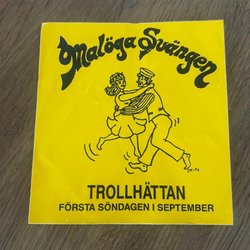 Malöga Svängen
TROLLHÄTTAN
FÖRSTA SÖNDAGEN I SEPTEMBER